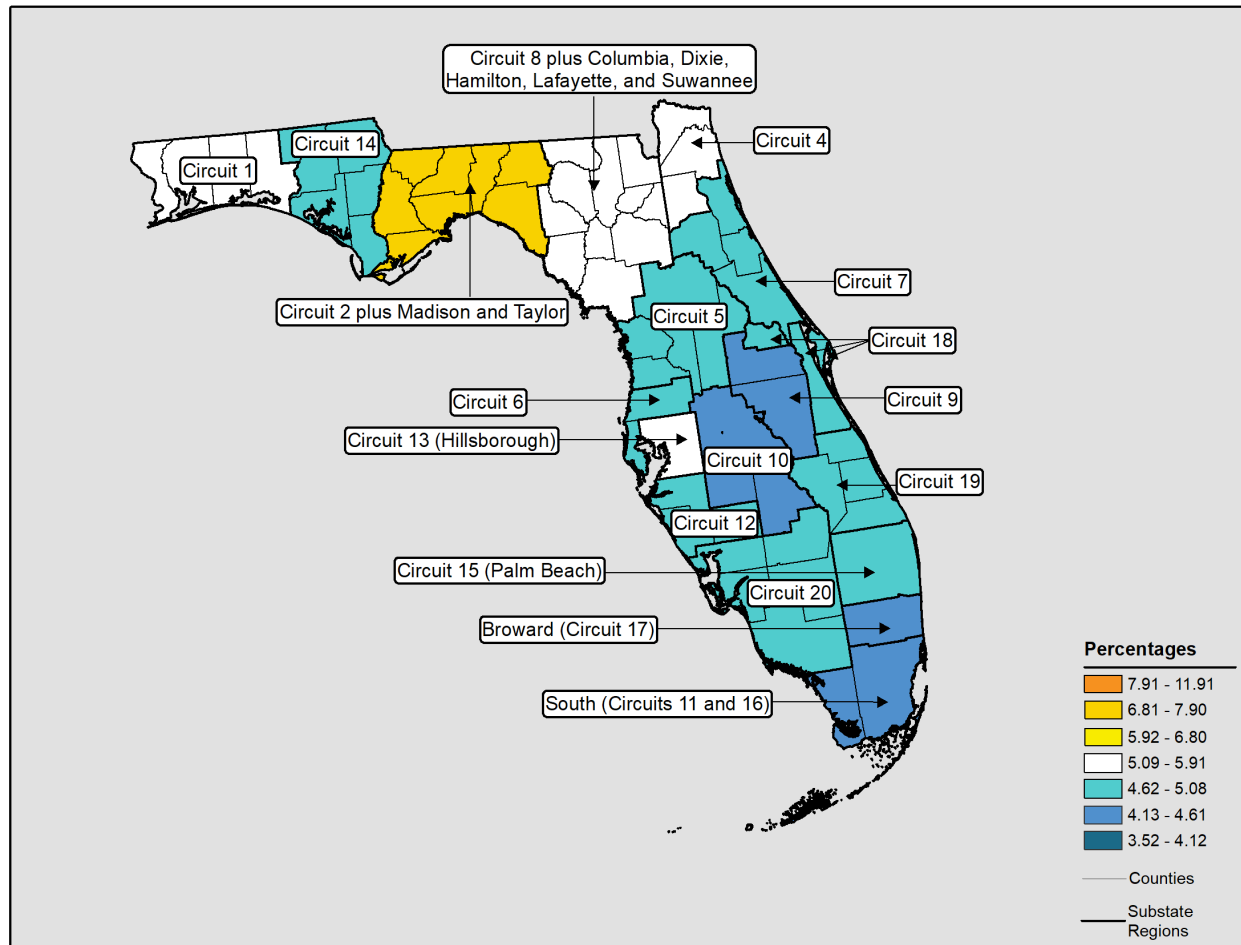 Circuit 8 plus Columbia, Dixie,
Hamilton, Lafayette, and Suwannee
Circuit 4
Circuit 14
Circuit 1
Circuit 7
Circuit 2 plus Madison and Taylor
Circuit 5
Circuit 18
Circuit 6
Circuit 9
Circuit 13 (Hillsborough)
Circuit 10
Circuit 19
Circuit 12
Circuit 15 (Palm Beach)
Circuit 20
Broward (Circuit 17)
South (Circuits 11 and 16)
Percentages
7.91 - 11.91
6.81 - 7.90
5.92 - 6.80
5.09 - 5.91
4.62 - 5.08
4.13 - 4.61
3.52 - 4.12
Counties
Substate
Regions